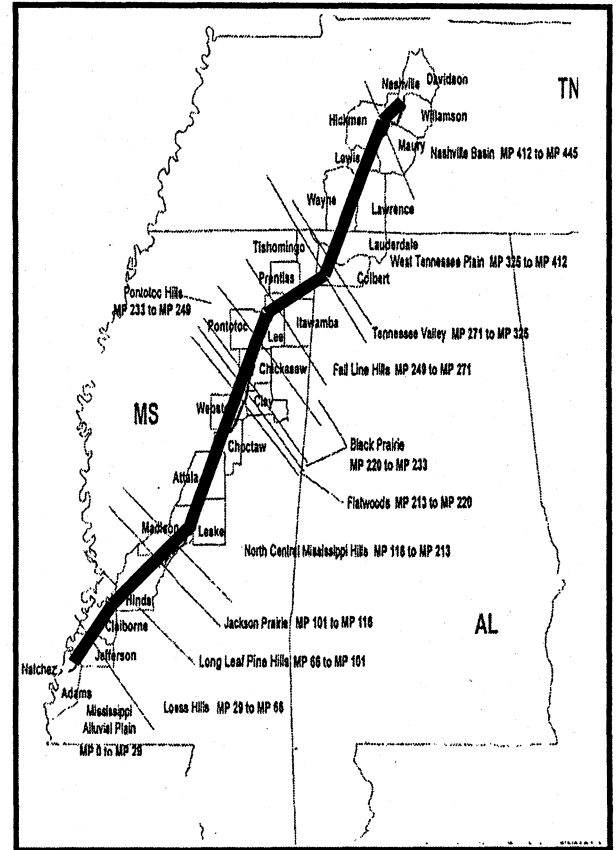 Nashville
Davidson
TN
Hickman
Williamson
Maury
Nashville Basin MP 412 to MP 445
Lewis
Wayne
Lawrence
Lauderdale
Tishomingo
West Tennessee Plain MP 325 to MP 412
Colbert
Prentiss
Pontotoc Hills
MP 233 to MP 249
Itawamba
Tennessee Valley MP 271 to MP 325
Pontotoc
Lee
Fall Line Hills MP 249 to MP 271
Chickasaw
MS
Webst
Clay
Choctaw
Black Prairie
MP 220 to MP 233
Attala
Flatwoods MP 213 to MP 220
Madison
Leake
North Central Mississippi Hills MP 116 to MP 213
Hinds
Jackson Prairie MP 101 to MP 116
AL
Claiborne
Jefferson
Long Leaf Pine Hills MP 66 to MP 101
Natchez
Adams
Loess Hills MP 29 to MP 66
Mississippi
Alluvial Plain
MP 0 to MP 29